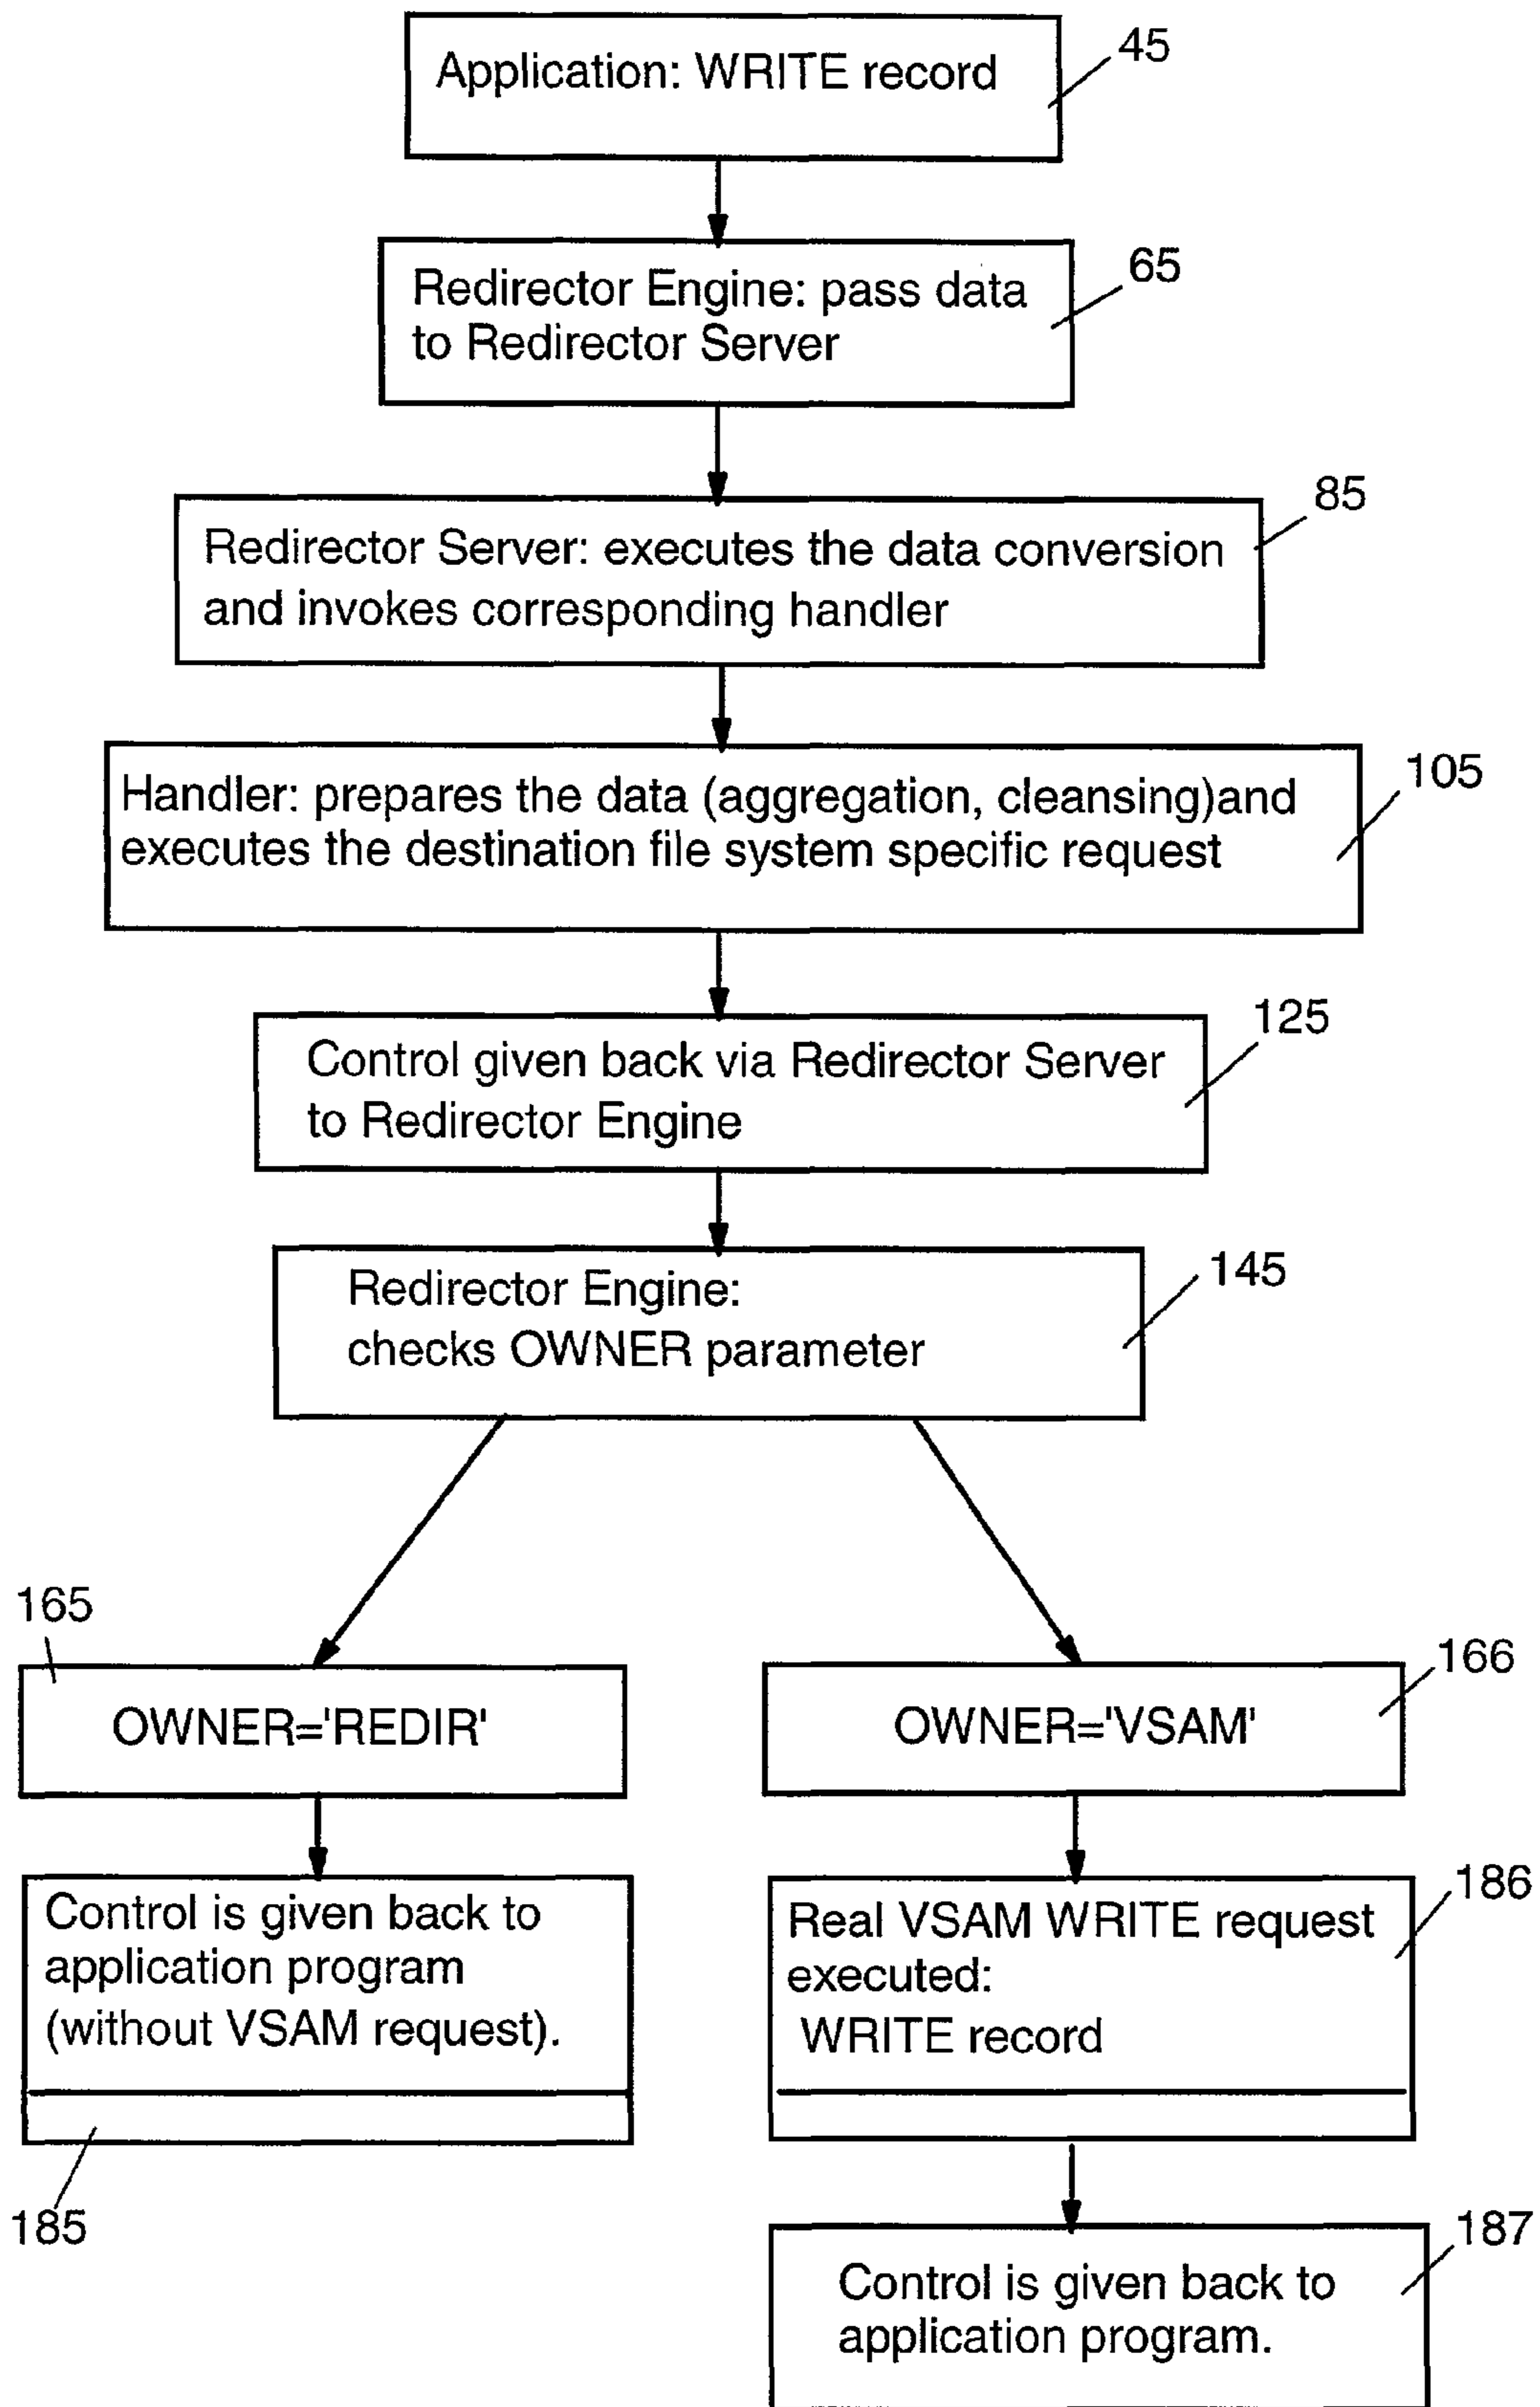 Application: WRITE record
45
Redirector Engine: pass data
to Redirector Server
65
Redirector Server: executes the data conversion
and invokes corresponding handler
85
Handler: prepares the data (aggregation, cleansing)and
executes the destination file system specific request
105
Control given back via Redirector Server
to Redirector Engine
125
Redirector Engine:
checks OWNER parameter
145
165
OWNER='REDIR'
166
OWNER='VSAM'
Control is given back to
application program
(without VSAM request).
185
Real VSAM WRITE request
executed:
WRITE record
186
Control is given back to
application program.
187